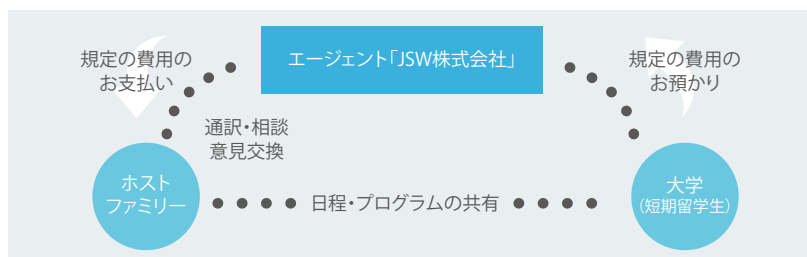 規定の費用の
お支払い
エージェント「JSW株式会社」
規定の費用の
お預かり
通訳・相談
意見交換
ホスト
ファミリー
日程・プログラムの共有
大学
(短期留学生)